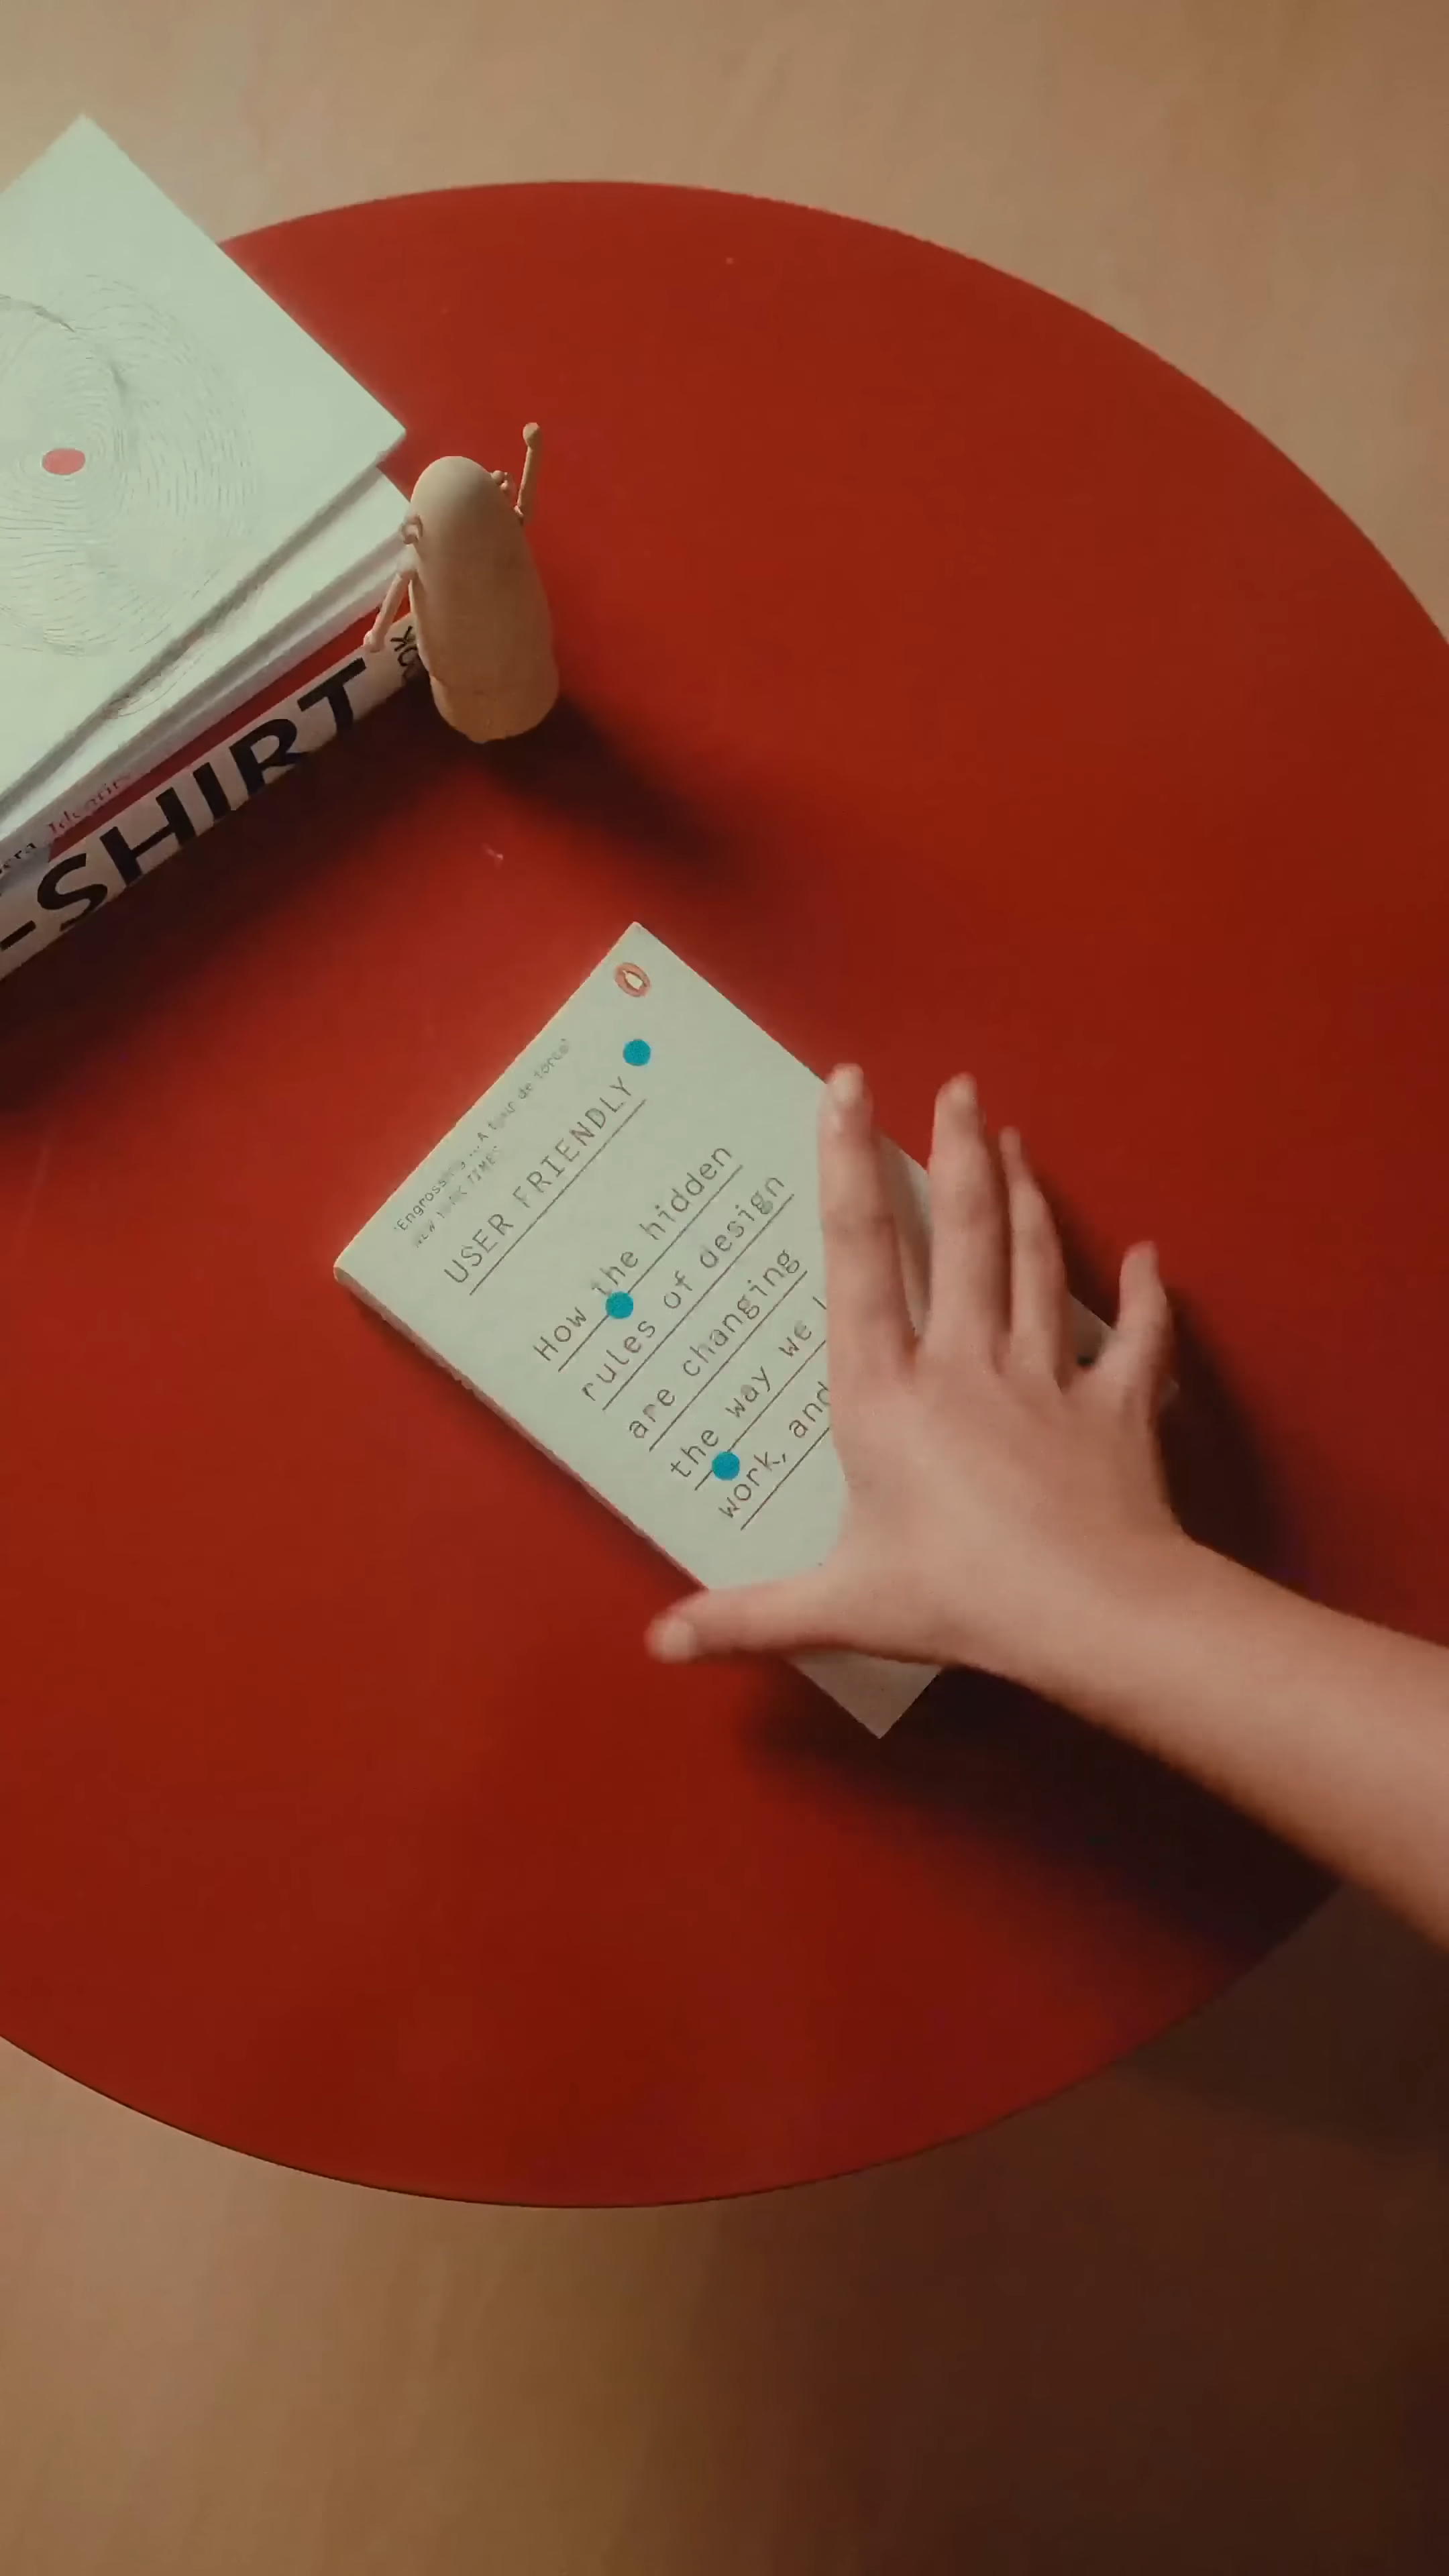 -SHIRT
'Engrossing ... A tour de force'
NEW YORK TIMES
USER FRIENDLY
How the hidden
rules of design
are changing
the way we
work, and